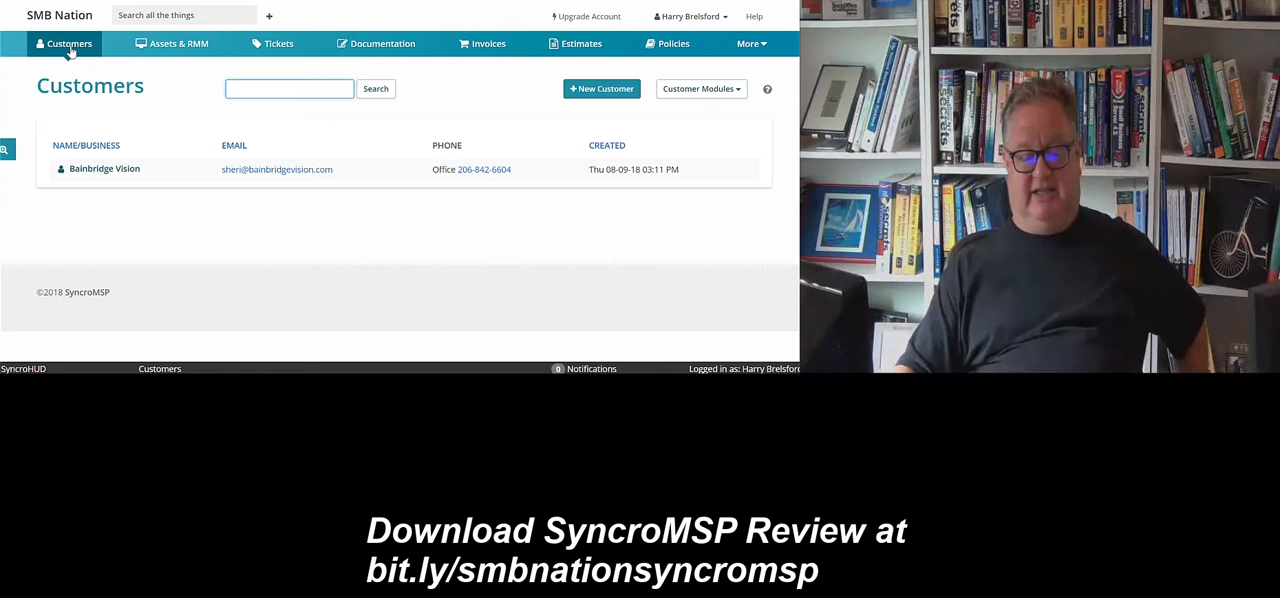 SMB Nation
Search all the things
+
Upgrade Account
Harry Brelsford
Help
Customers
Assets & RMM
Tickets
Documentation
Invoices
Estimates
Policies
More
Customers
Search
+ New Customer
Customer Modules
?
NAME/BUSINESS EMAIL PHONE CREATED
Bainbridge Vision sheri@bainbridgevision.com Office 206-842-6604 Thu 08-09-18 03:11 PM
©2018 SyncroMSP
SyncroHUD Customers 0 Notifications Logged in as: Harry Brelsford
secrets
secrets
Download SyncroMSP Review at
bit.ly/smbnationsyncromsp